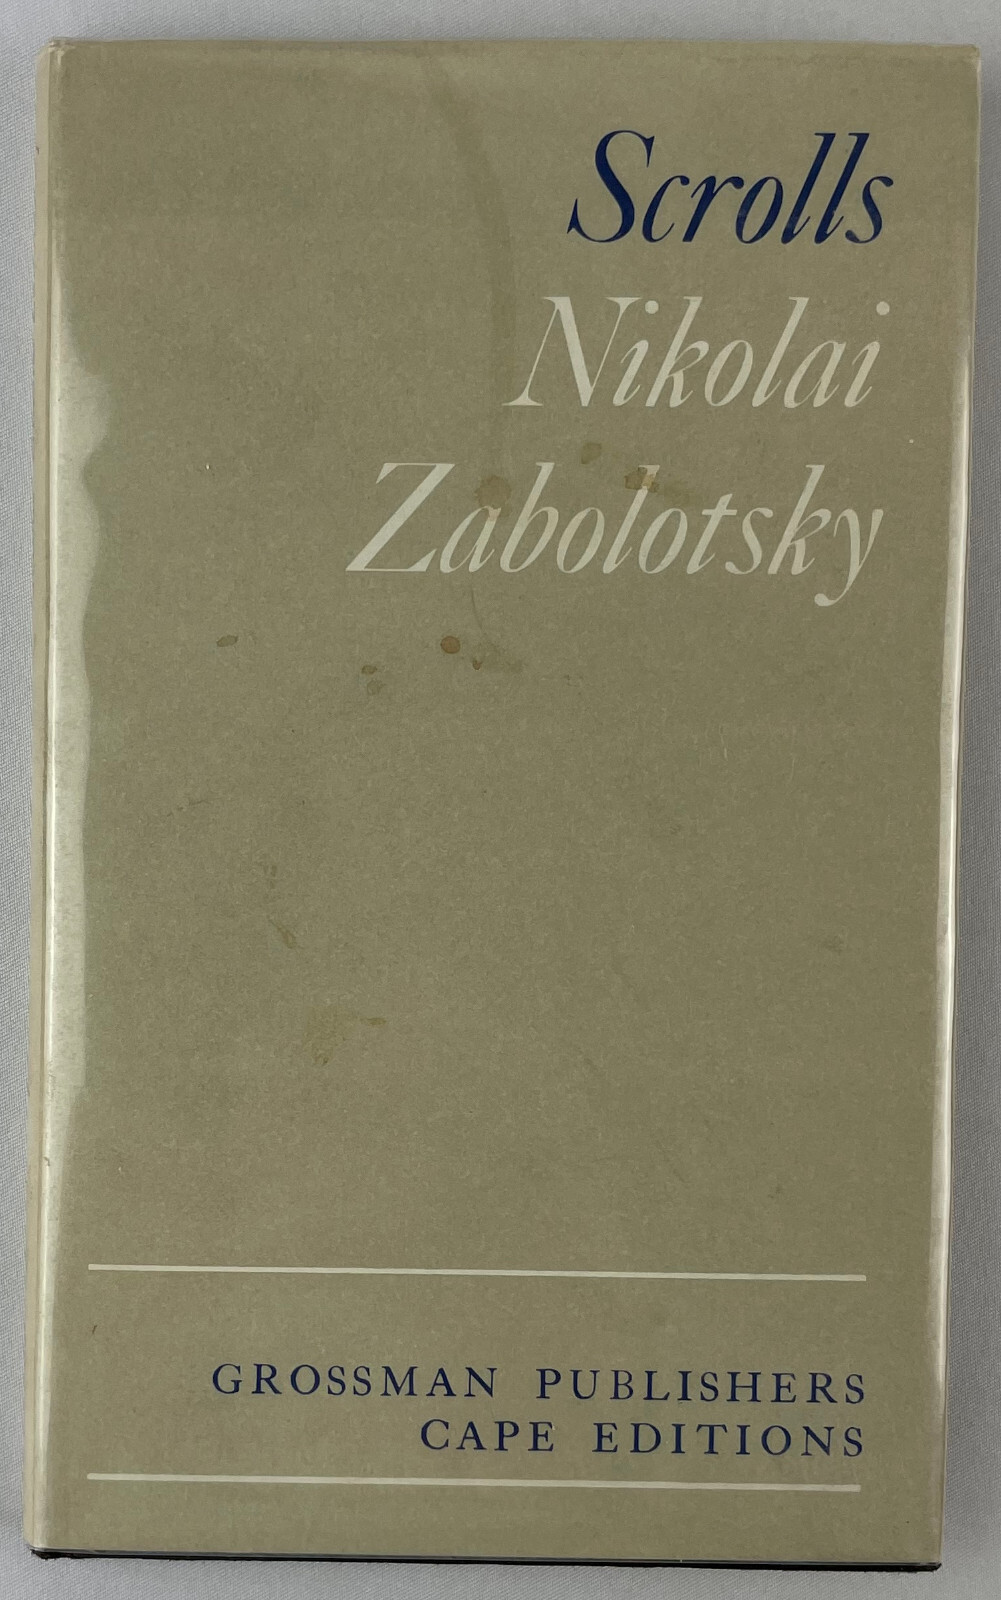 Scrolls
Nikolai
Zabolotsky
GROSSMAN PUBLISHERS
CAPE EDITIONS